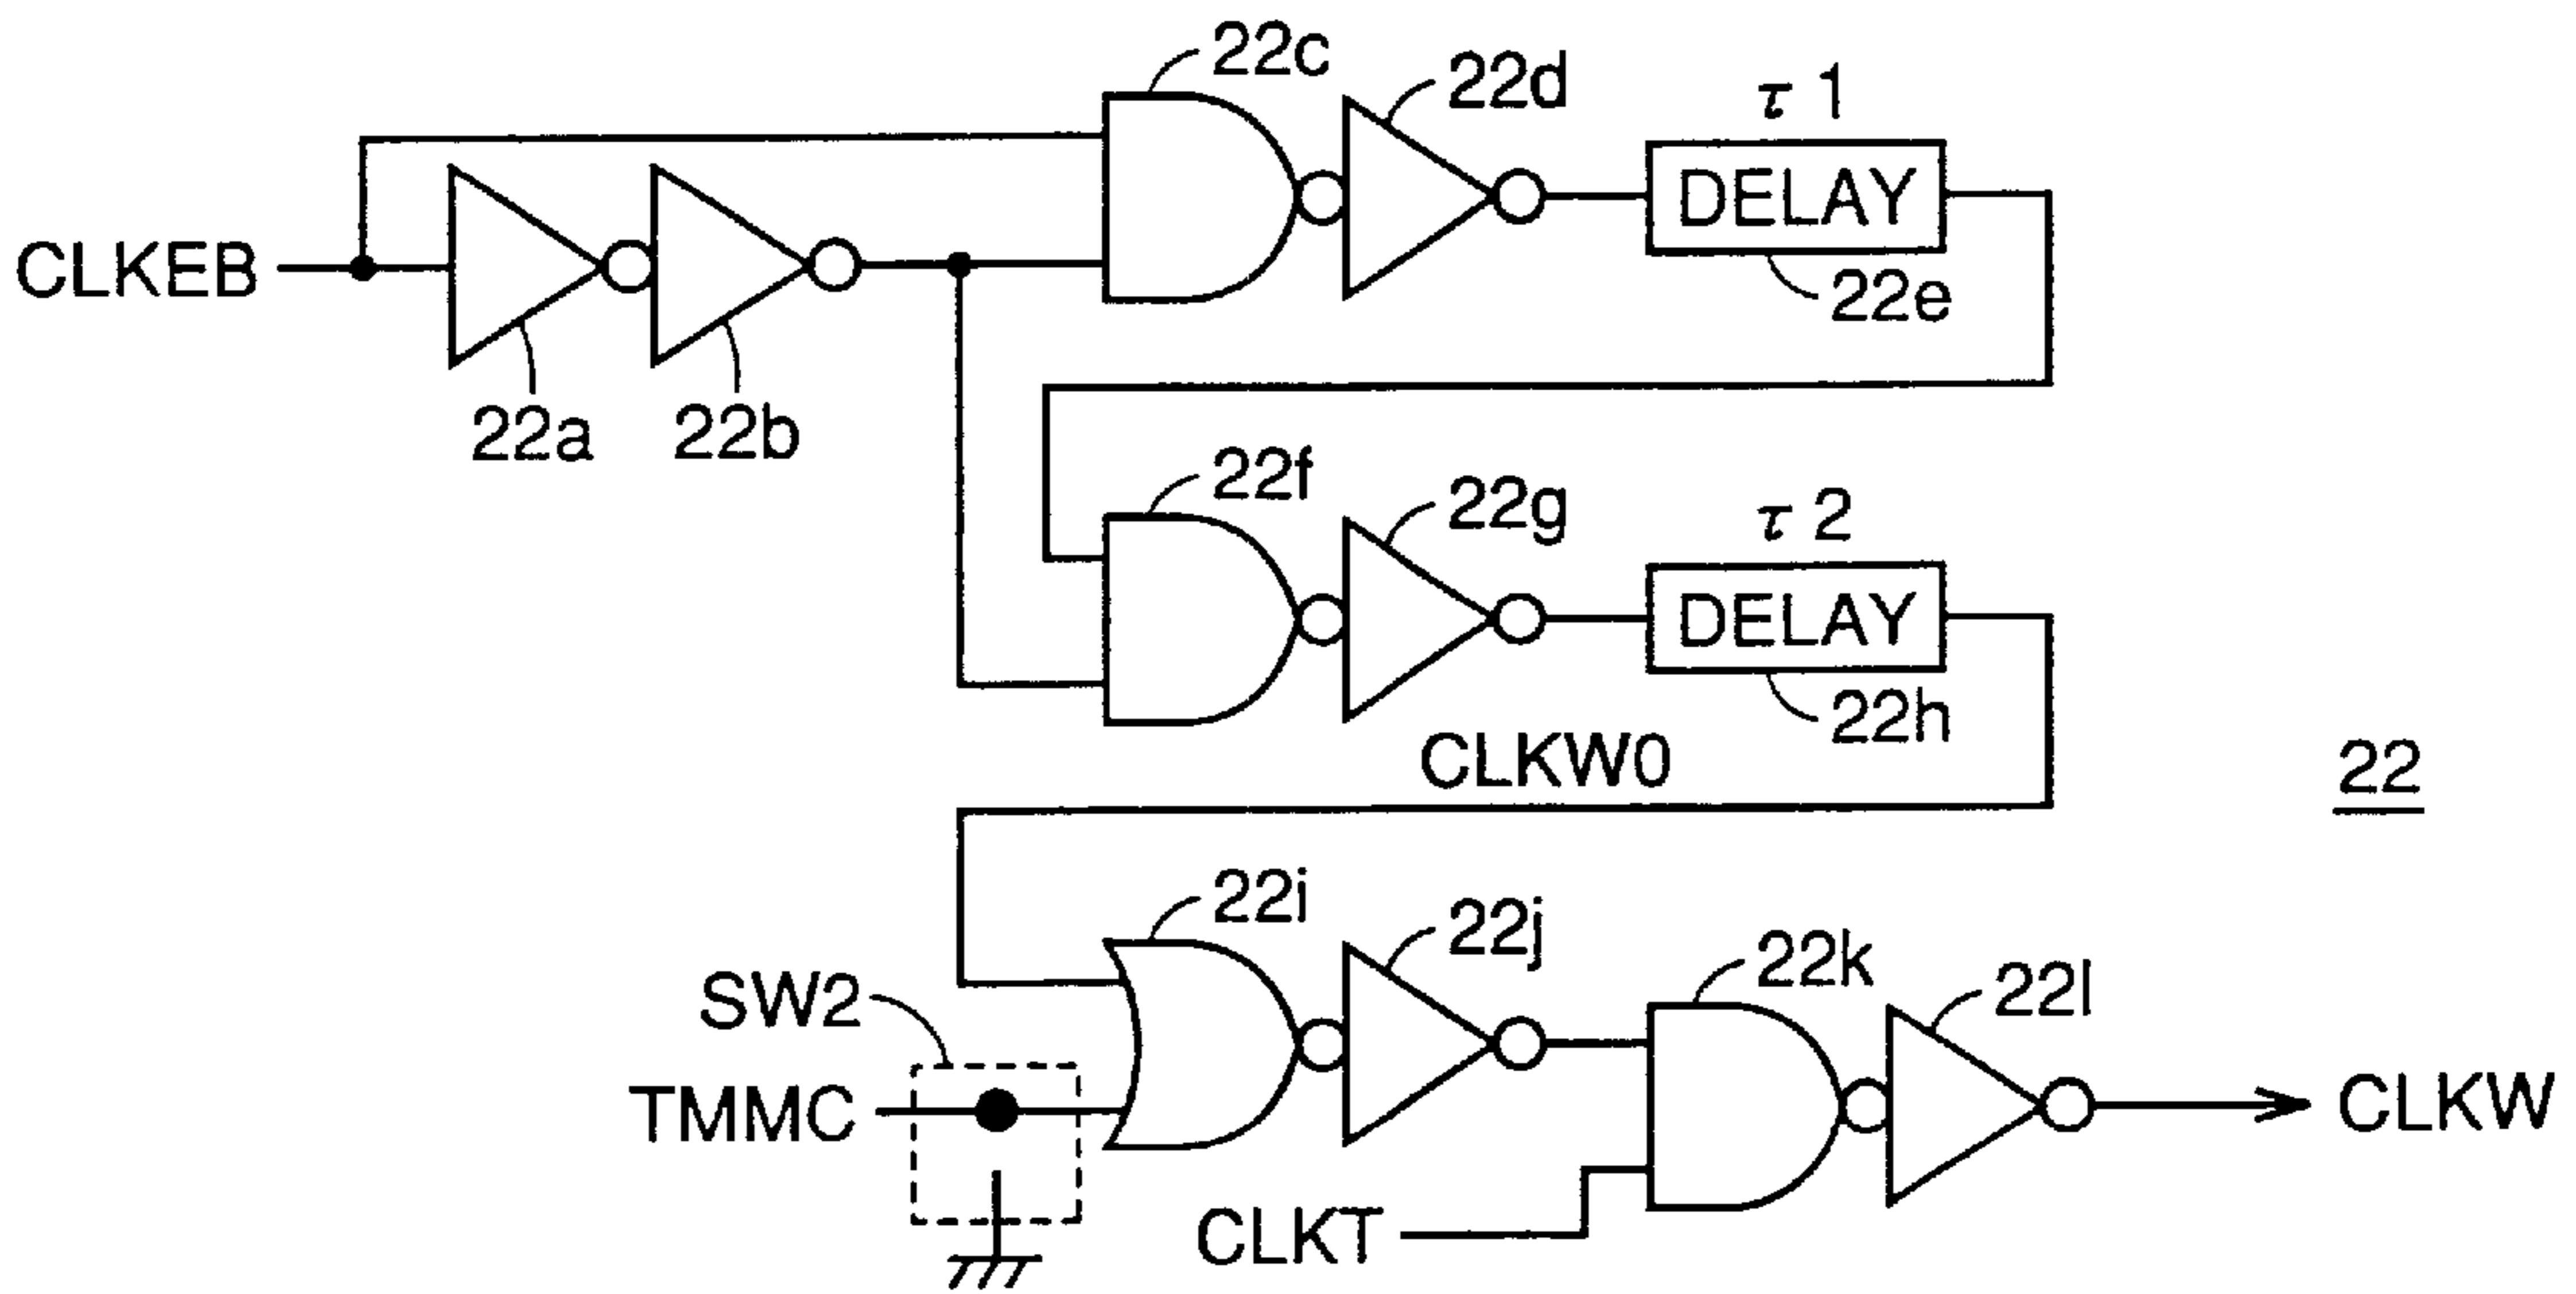 22c
22d
τ 1
DELAY
22e
CLKEB
22a
22b
22f
22g
τ 2
DELAY
22h
CLKW0
22
22i
22j
22k
22l
SW2
TMMC
CLKT
CLKW